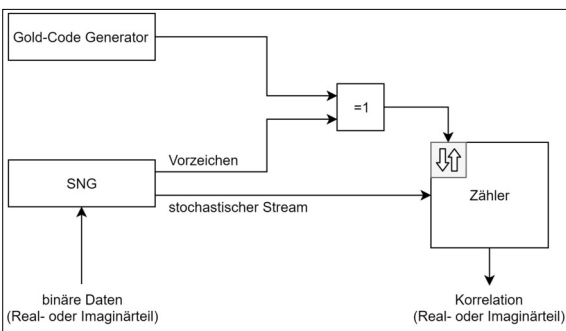 Gold-Code Generator
=1
Vorzeichen
SNG
stochastischer Stream
Zähler
binäre Daten
(Real- oder Imaginärteil)
Korrelation
(Real- oder Imaginärteil)